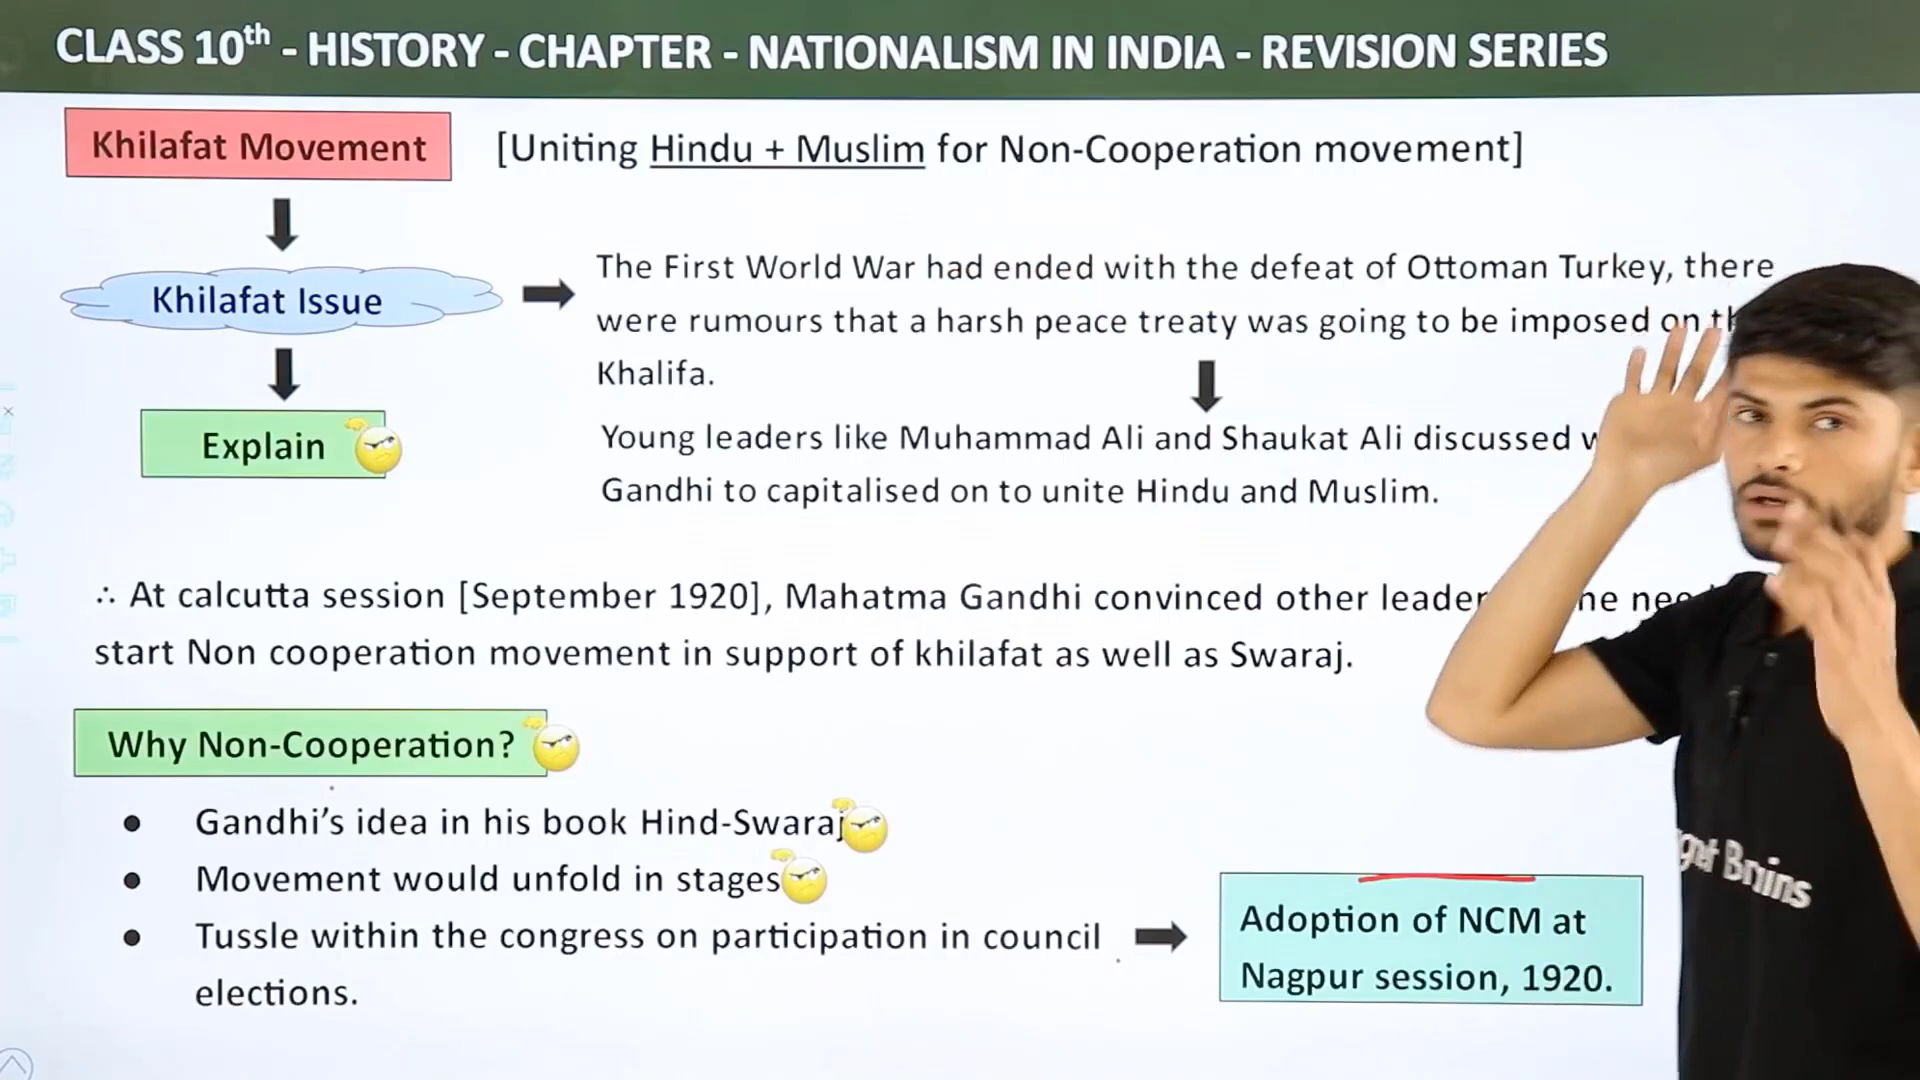 CLASS 10th - HISTORY - CHAPTER - NATIONALISM IN INDIA - REVISION SERIES
Khilafat Movement
[Uniting Hindu + Muslim for Non-Cooperation movement]
Khilafat Issue
The First World War had ended with the defeat of Ottoman Turkey, there
were rumours that a harsh peace treaty was going to be imposed on
Khalifa.
Explain
Young leaders like Muhammad Ali and Shaukat Ali discussed
Gandhi to capitalised on to unite Hindu and Muslim.
∴ At calcutta session [September 1920], Mahatma Gandhi convinced other
start Non cooperation movement in support of khilafat as well as Swaraj.
Why Non-Cooperation?
● Gandhi's idea in his book Hind-Swaraj
● Movement would unfold in stages
● Tussle within the congress on participation in council
elections.
Adoption of NCM at
Nagpur session, 1920.
Brains